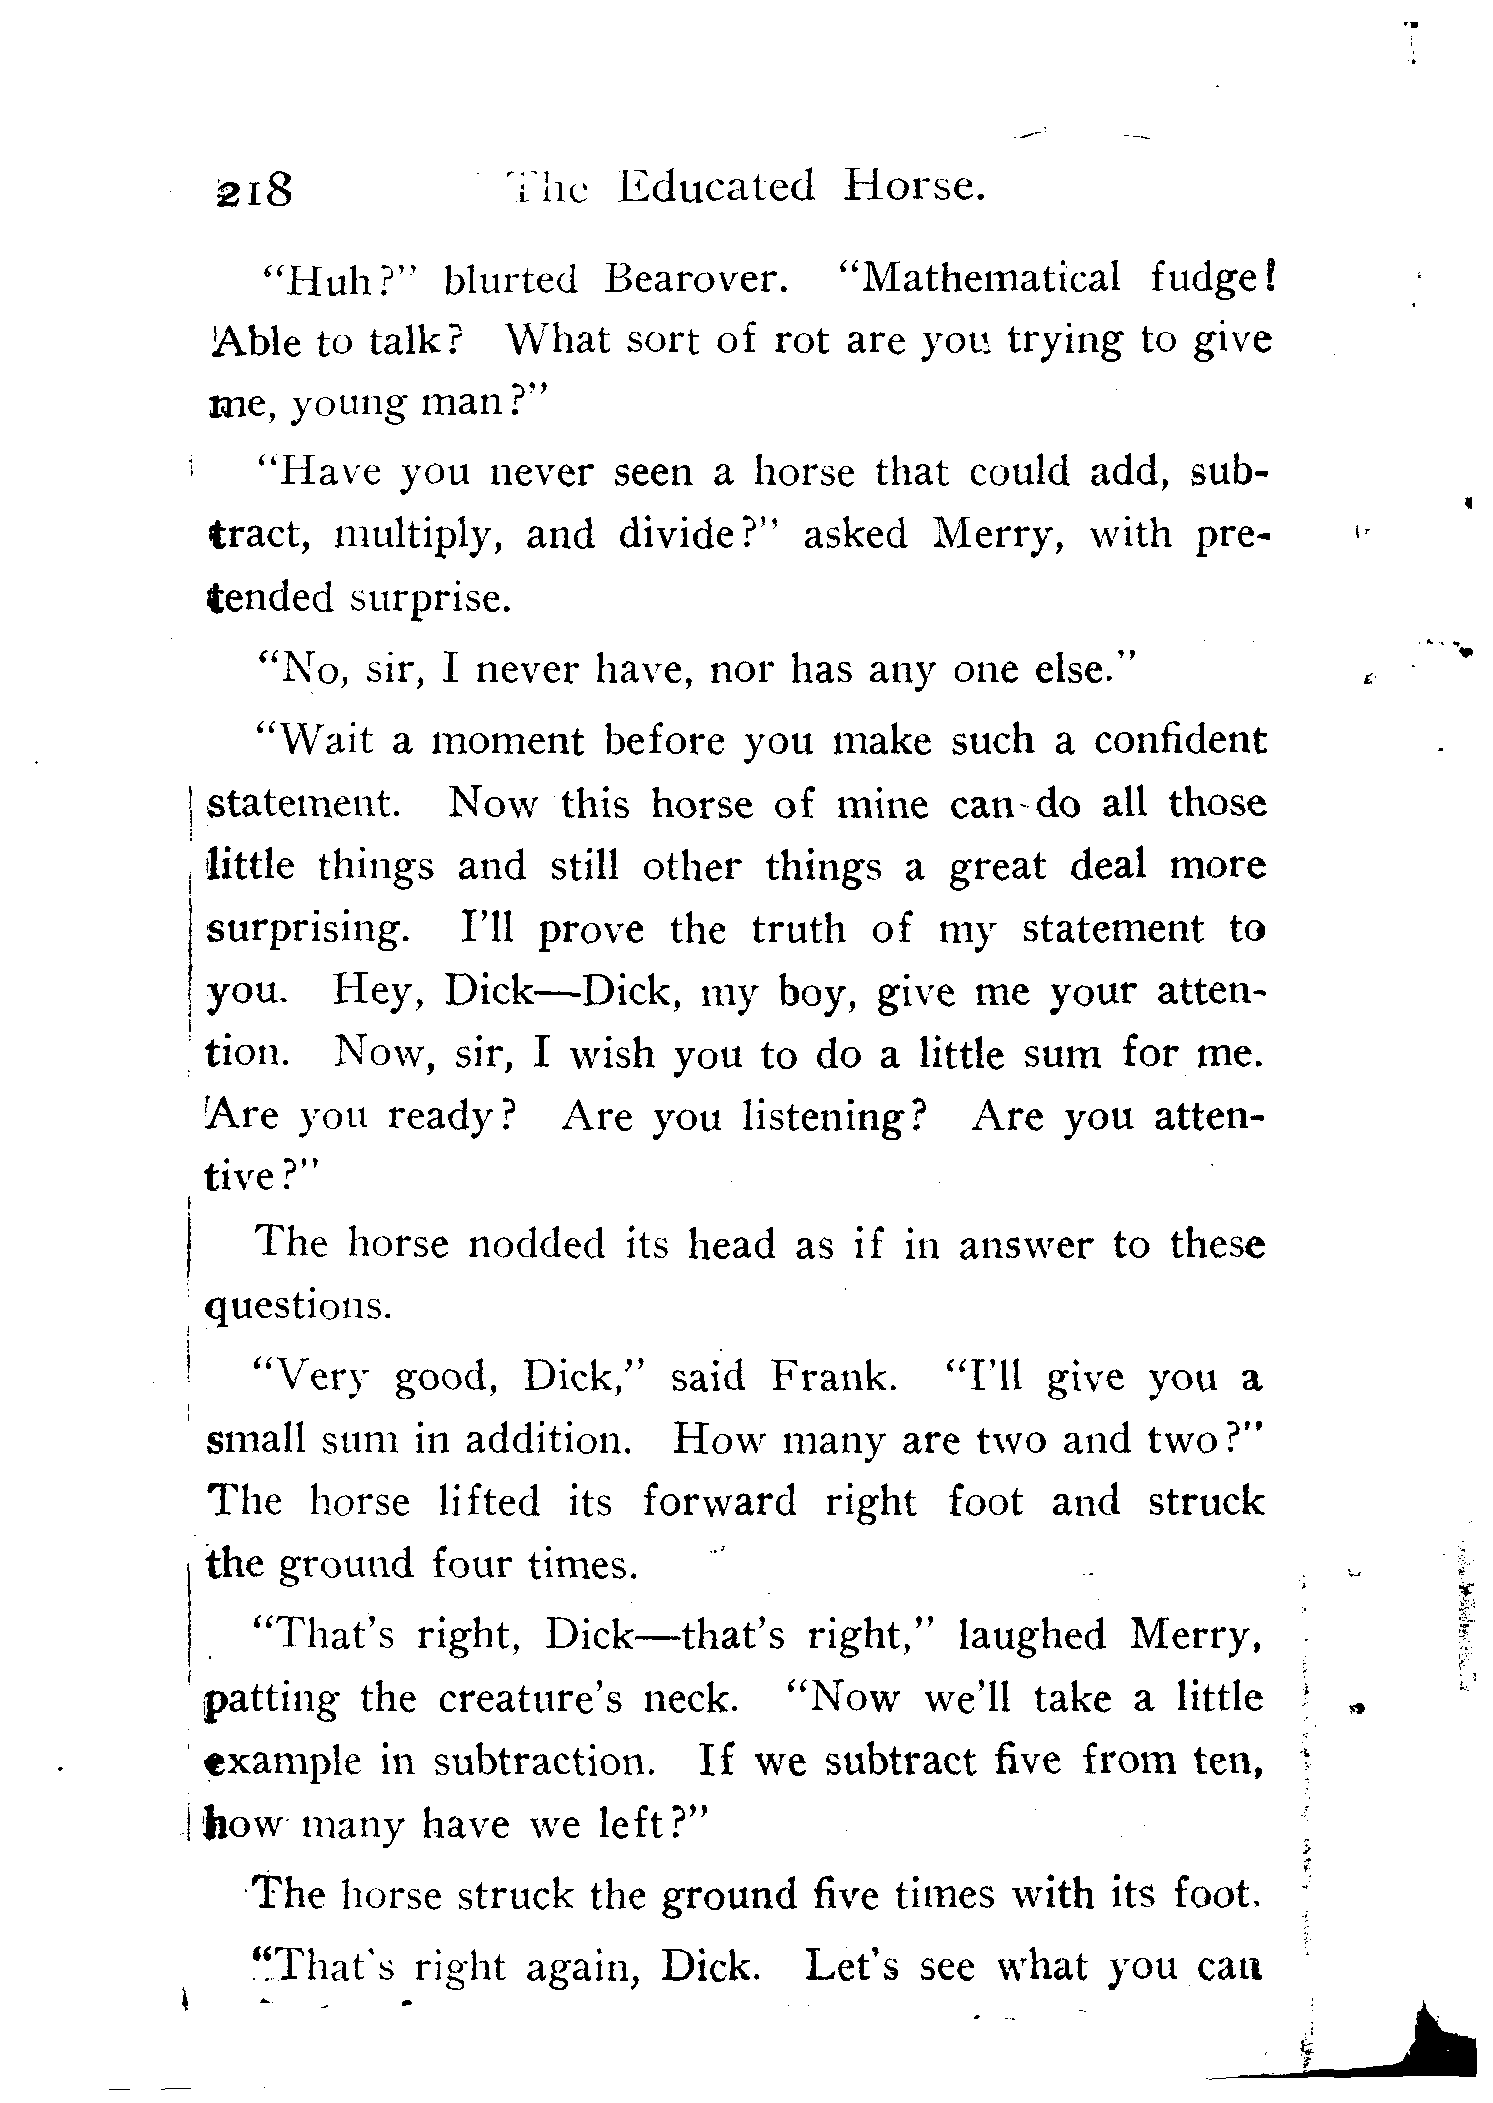 218 The Educated Horse.
"Huh?" blurted Bearover. "Mathematical fudge!
Able to talk? What sort of rot are you trying to give
me, young man?"
"Have you never seen a horse that could add, sub-
tract, multiply, and divide?" asked Merry, with pre-
tended surprise.
"No, sir, I never have, nor has any one else."
"Wait a moment before you make such a confident
statement. Now this horse of mine can do all those
little things and still other things a great deal more
surprising. I'll prove the truth of my statement to
you. Hey, Dick—Dick, my boy, give me your atten-
tion. Now, sir, I wish you to do a little sum for me.
Are you ready? Are you listening? Are you atten-
tive?"
The horse nodded its head as if in answer to these
questions.
"Very good, Dick," said Frank. "I'll give you a
small sum in addition. How many are two and two?"
The horse lifted its forward right foot and struck
the ground four times.
"That's right, Dick—that's right," laughed Merry,
patting the creature's neck. "Now we'll take a little
example in subtraction. If we subtract five from ten,
how many have we left?"
The horse struck the ground five times with its foot.
"That's right again, Dick. Let's see what you can